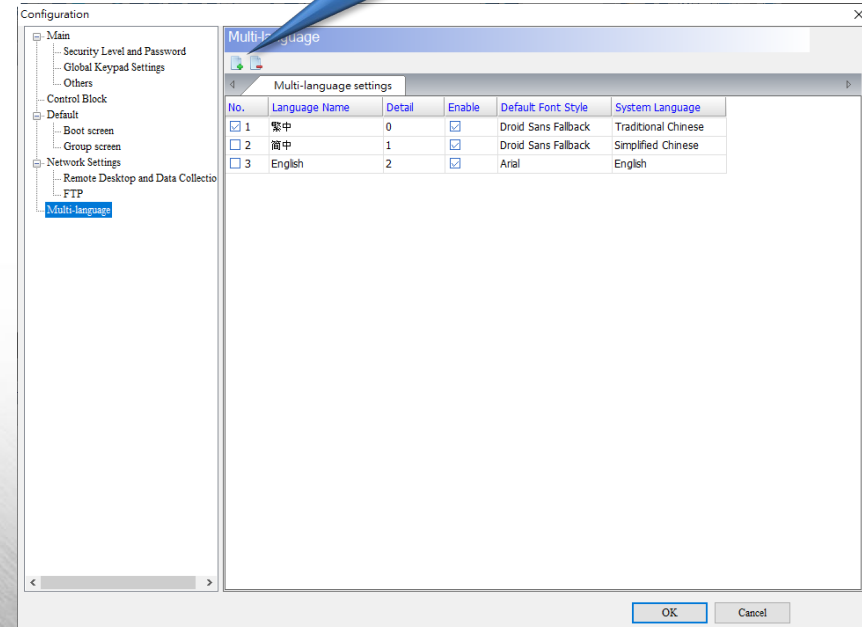 Configuration
Main
Security Level and Password
Global Keypad Settings
Others
Control Block
Default
Boot screen
Group screen
Network Settings
Remote Desktop and Data Collectio
FTP
Multi-language
Multi-language
Multi-language settings
No. Language Name Detail Enable Default Font Style System Language
1 繁中 0 Droid Sans Fallback Traditional Chinese
2 简中 1 Droid Sans Fallback Simplified Chinese
3 English 2 Arial English
OK Cancel